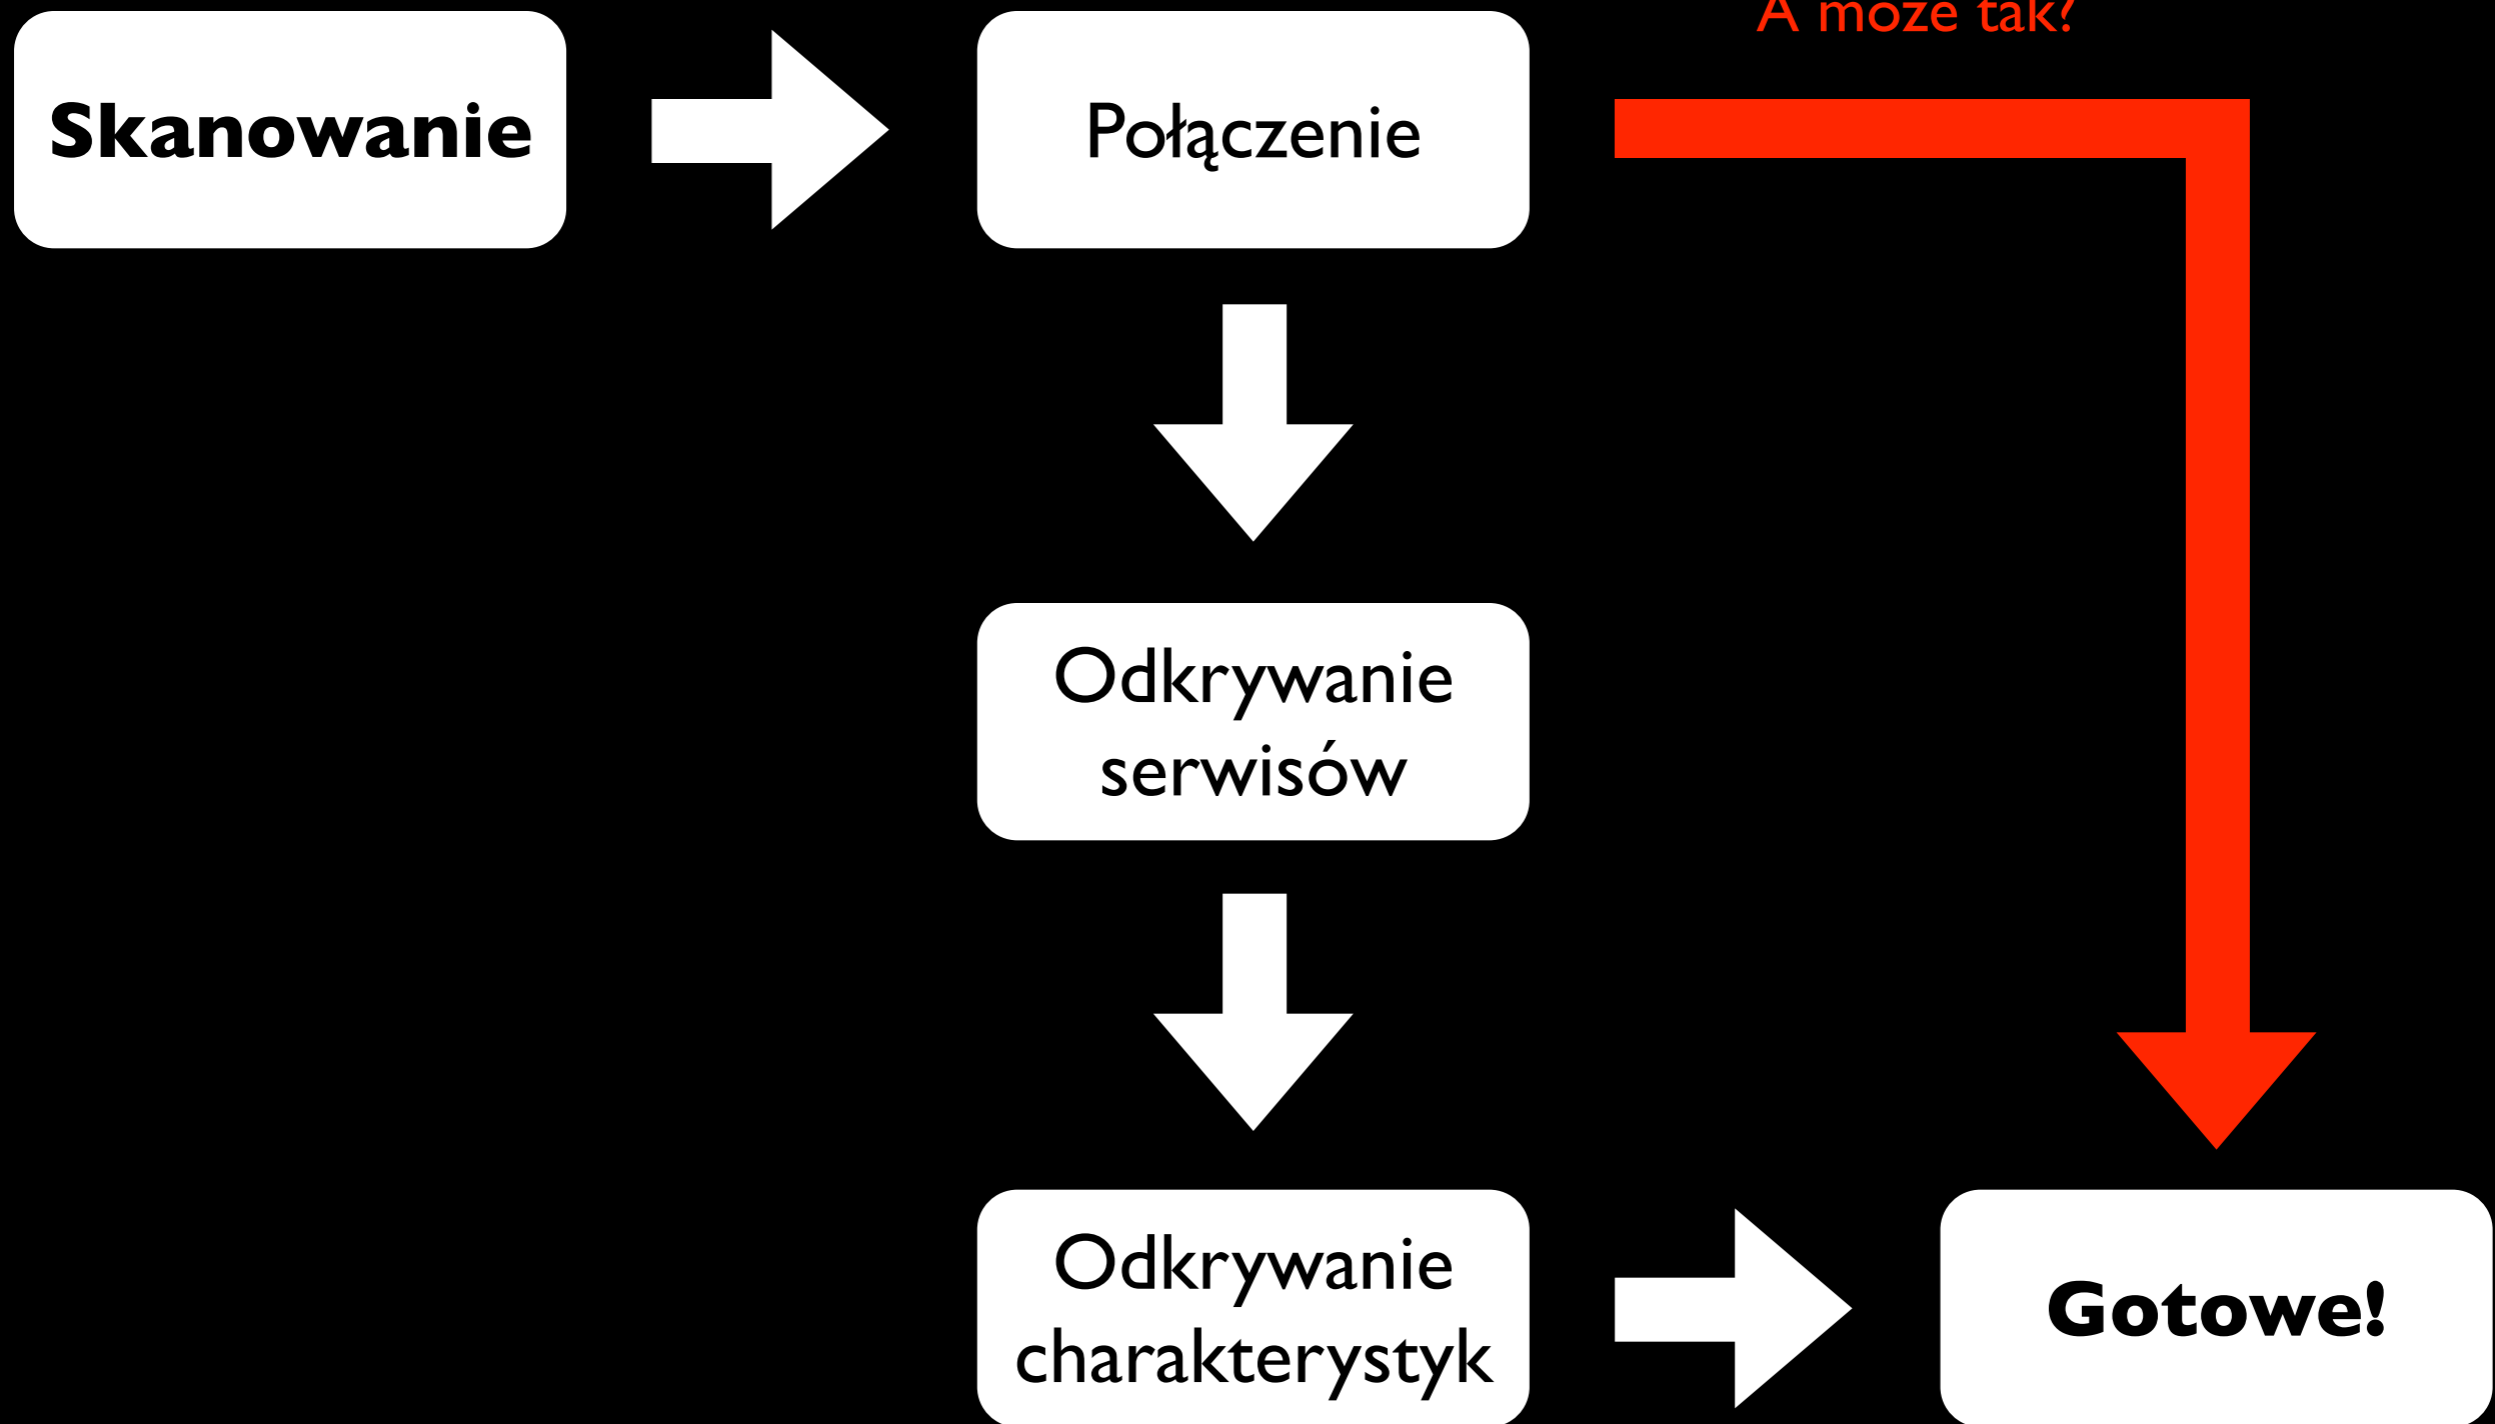 A może tak?
Skanowanie
Połączenie
Odkrywanie
serwisów
Odkrywanie
charakterystyk
Gotowe!